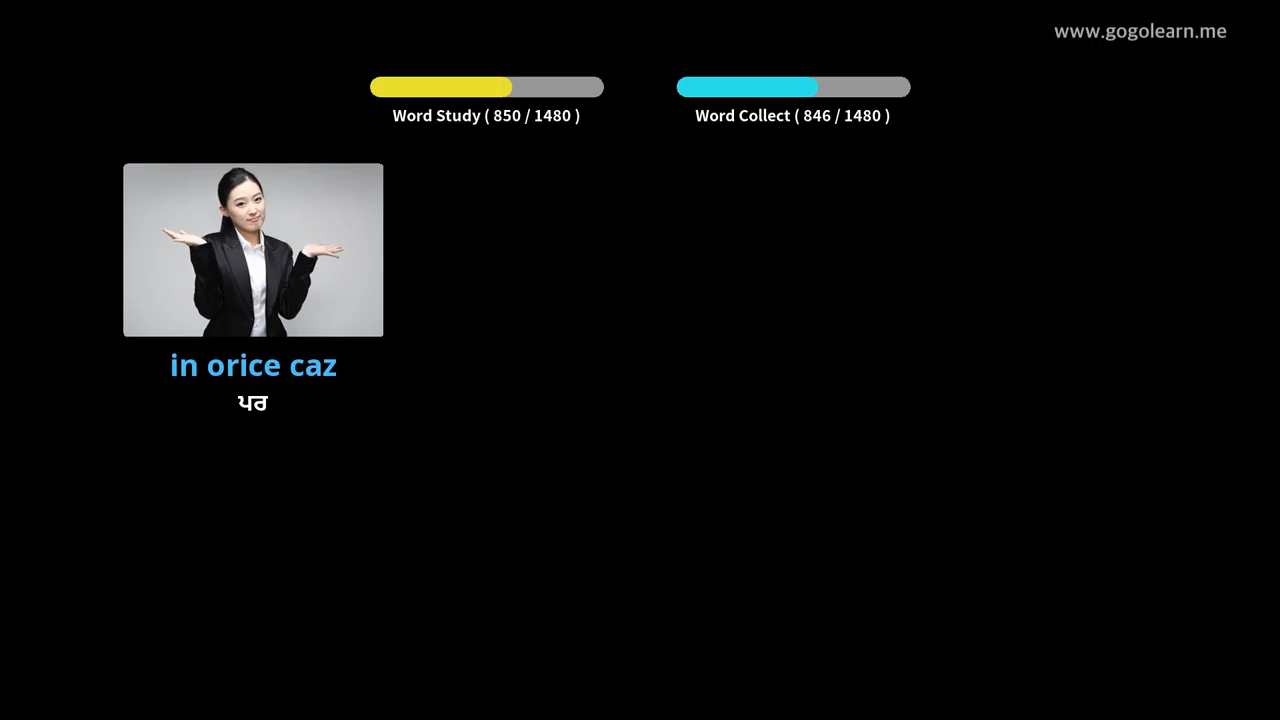 www.gogolearn.me
Word Study ( 850 / 1480 )
Word Collect ( 846 / 1480 )
in orice caz
ਪਰ